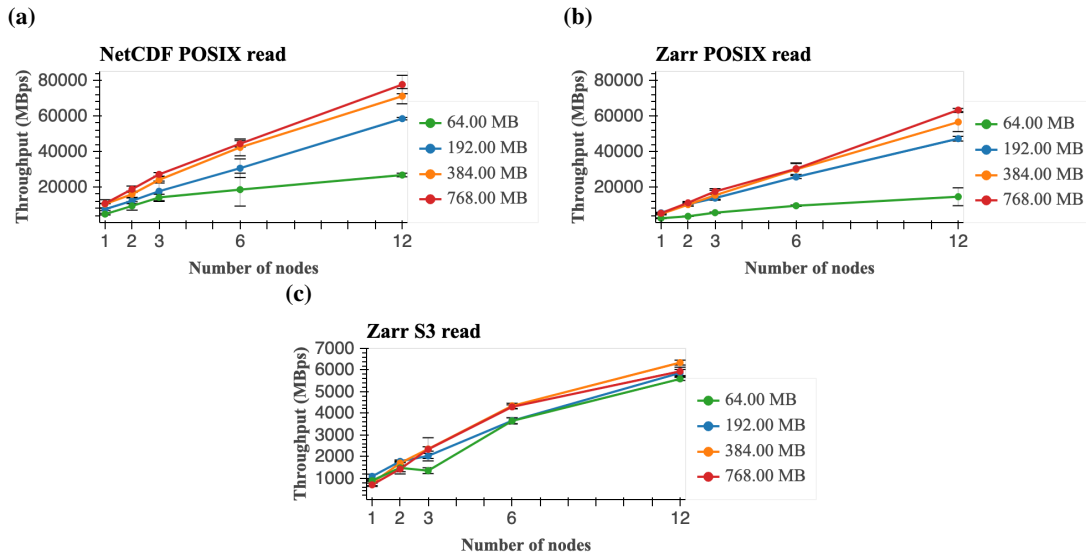 (a)
NetCDF POSIX read
Throughput (MBps)
80000
60000
40000
20000
1 2 3 6 12
Number of nodes
64.00 MB
192.00 MB
384.00 MB
768.00 MB
(b)
Zarr POSIX read
Throughput (MBps)
80000
60000
40000
20000
1 2 3 6 12
Number of nodes
64.00 MB
192.00 MB
384.00 MB
768.00 MB
(c)
Zarr S3 read
Throughput (MBps)
7000
6000
5000
4000
3000
2000
1000
1 2 3 6 12
Number of nodes
64.00 MB
192.00 MB
384.00 MB
768.00 MB